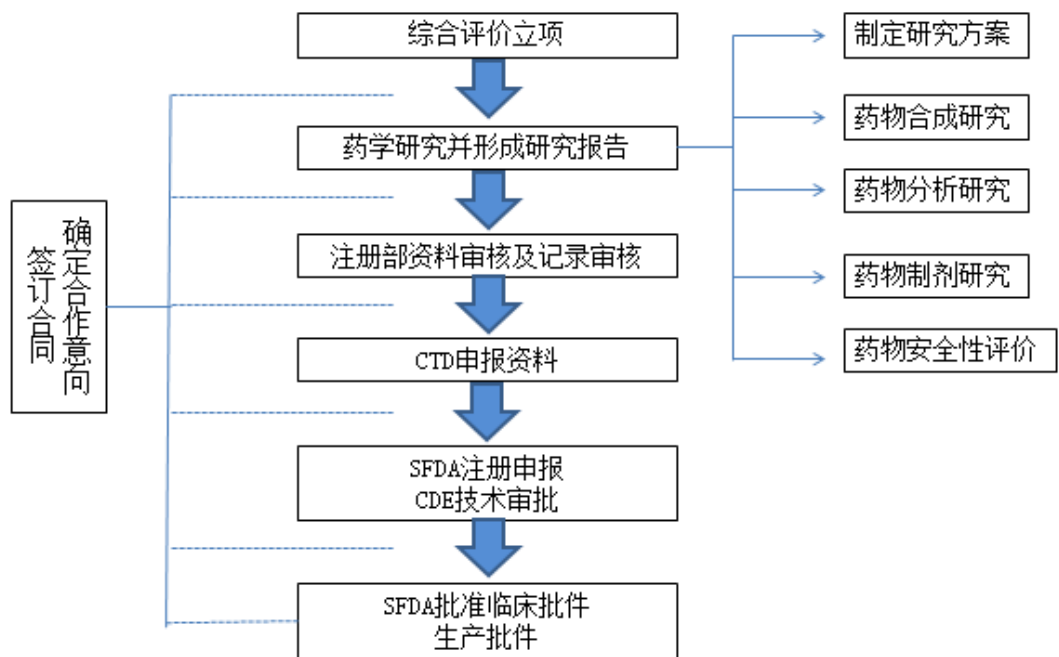 综合评价立项
药学研究并形成研究报告
注册部资料审核及记录审核
CTD申报资料
SFDA注册申报
CDE技术审批
SFDA批准临床批件
生产批件
确定合作意向
签订合同
制定研究方案
药物合成研究
药物分析研究
药物制剂研究
药物安全性评价